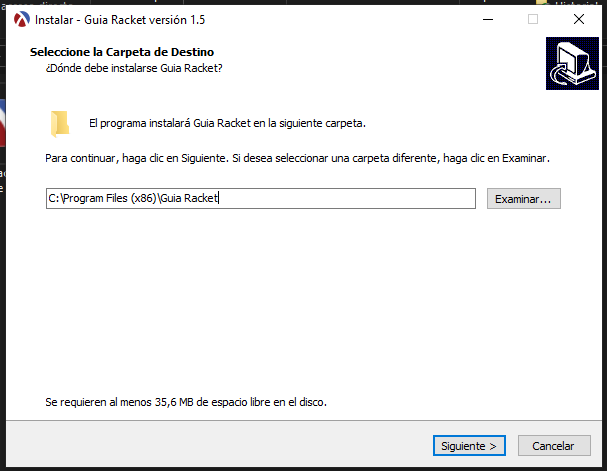 Instalar - Guia Racket versión 1.5
Seleccione la Carpeta de Destino
¿Dónde debe instalarse Guia Racket?
El programa instalará Guia Racket en la siguiente carpeta.
Para continuar, haga clic en Siguiente. Si desea seleccionar una carpeta diferente, haga clic en Examinar.
C:\Program Files (x86)\Guia Racket
Examinar...
Se requieren al menos 35,6 MB de espacio libre en el disco.
Siguiente >
Cancelar